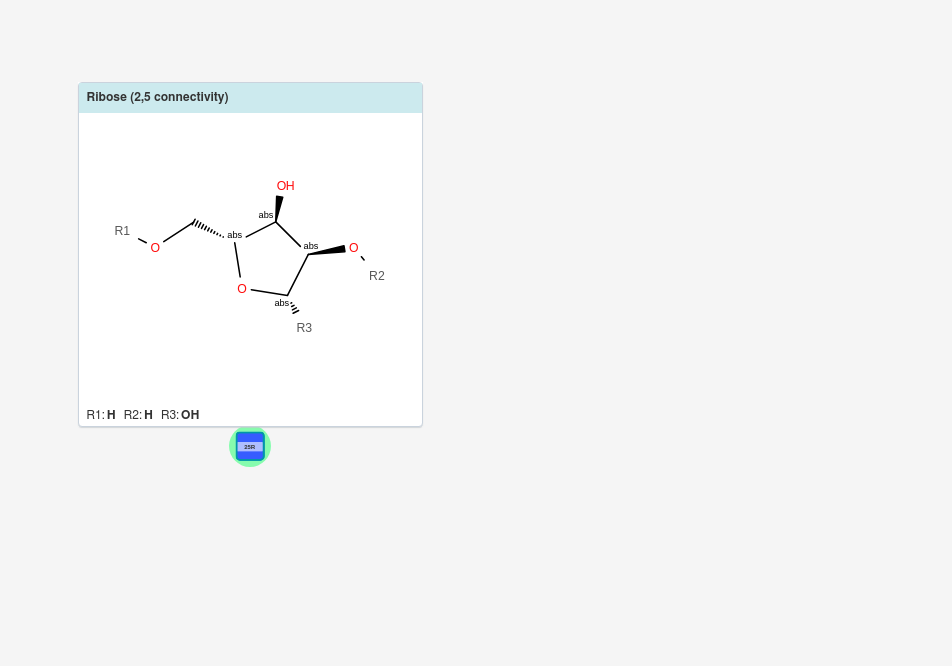 Ribose (2,5 connectivity)
OH
abs
R1
abs
abs
O
O
R2
O
abs
R3
R1: H R2: H R3: OH
25R